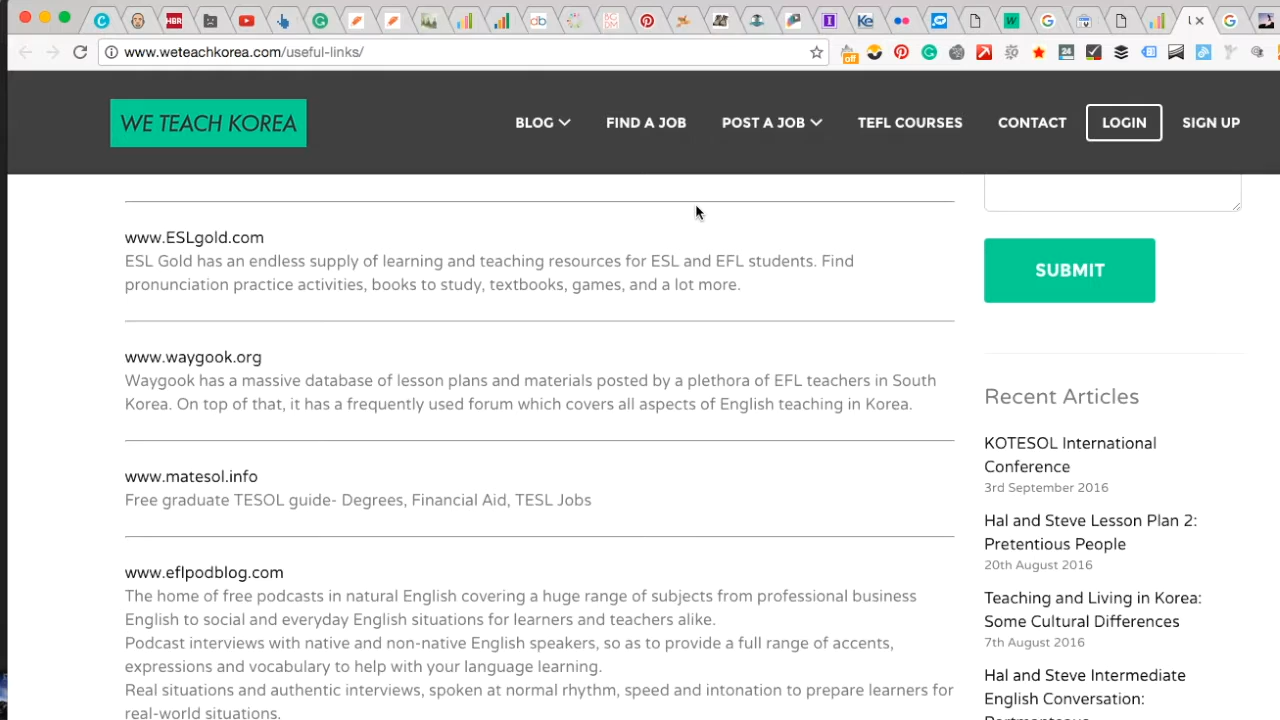 www.weteachkorea.com/useful-links/
WE TEACH KOREA
BLOG
FIND A JOB
POST A JOB
TEFL COURSES
CONTACT
LOGIN
SIGN UP
www.ESLgold.com
ESL Gold has an endless supply of learning and teaching resources for ESL and EFL students. Find
pronunciation practice activities, books to study, textbooks, games, and a lot more.
www.waygook.org
Waygook has a massive database of lesson plans and materials posted by a plethora of EFL teachers in South
Korea. On top of that, it has a frequently used forum which covers all aspects of English teaching in Korea.
www.matesol.info
Free graduate TESOL guide- Degrees, Financial Aid, TESL Jobs
www.eflpodblog.com
The home of free podcasts in natural English covering a huge range of subjects from professional business
English to social and everyday English situations for learners and teachers alike.
Podcast interviews with native and non-native English speakers, so as to provide a full range of accents,
expressions and vocabulary to help with your language learning.
Real situations and authentic interviews, spoken at normal rhythm, speed and intonation to prepare learners for
real-world situations.
SUBMIT
Recent Articles
KOTESOL International
Conference
3rd September 2016
Hal and Steve Lesson Plan 2:
Pretentious People
20th August 2016
Teaching and Living in Korea:
Some Cultural Differences
7th August 2016
Hal and Steve Intermediate
English Conversation: